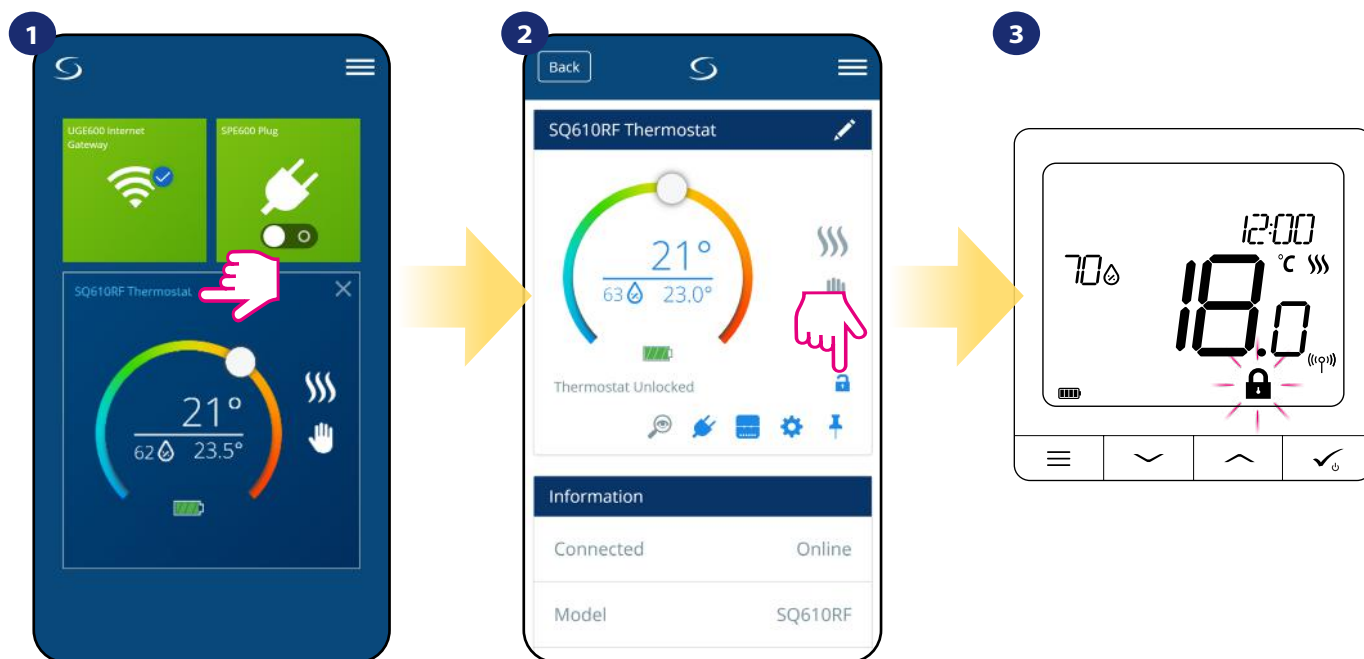 1
UGE600 Internet
Gateway
SPE600 Plug
SQ610RF Thermostat
21°
62 23.5°
2
Back
SQ610RF Thermostat
21°
63 23.0°
Thermostat Unlocked
Information
Connected Online
Model SQ610RF
3
12:00
70 °C
18.0